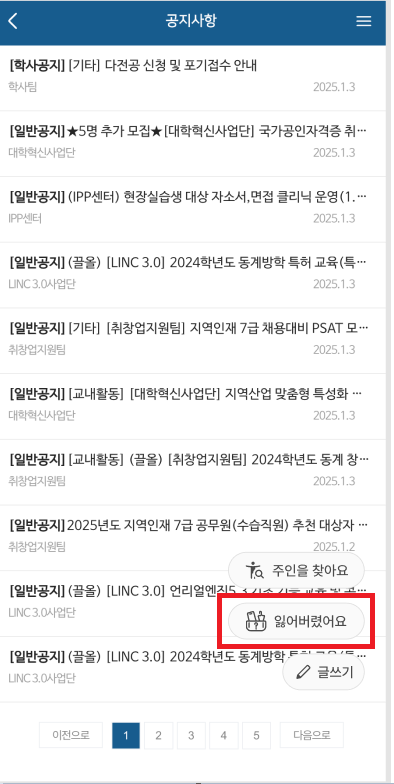 공지사항
[학사공지] [기타] 다전공 신청 및 포기접수 안내
학사팀 2025.1.3
[일반공지] ★5명 추가 모집★ [대학혁신사업단] 국가공인자격증 취…
대학혁신사업단 2025.1.3
[일반공지] (IPP센터) 현장실습생 대상 자소서,면접 클리닉 운영(1.…
IPP센터 2025.1.3
[일반공지] (끌올) [LINC 3.0] 2024학년도 동계방학 특허 교육(특…
LINC 3.0사업단 2025.1.3
[일반공지] [기타] [취창업지원팀] 지역인재 7급 채용대비 PSAT 모…
취창업지원팀 2025.1.3
[일반공지] [교내활동] [대학혁신사업단] 지역산업 맞춤형 특성화 …
대학혁신사업단 2025.1.3
[일반공지] [교내활동] (끌올) [취창업지원팀] 2024학년도 동계 창…
취창업지원팀 2025.1.3
[일반공지] 2025년도 지역인재 7급 공무원(수습직원) 추천 대상자 …
취창업지원팀 2025.1.2
주인을 찾아요
[일반공지] (끌올) [LINC 3.0] 언리얼엔진5.3 기초
LINC 3.0사업단
잃어버렸어요
[일반공지] (끌올) [LINC 3.0] 2024학년도 동계방학
LINC 3.0사업단
글쓰기
이전으로 1 2 3 4 5 다음으로